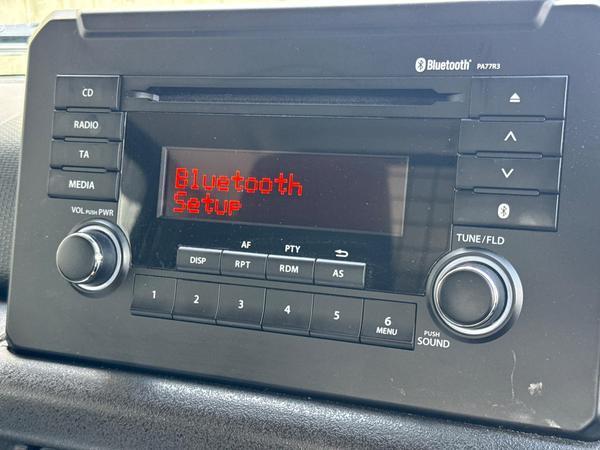 Bluetooth PA77R3
CD
RADIO
TA
MEDIA
Bluetooth
Setup
VOL PUSH PWR
TUNE/FLD
AF PTY
DISP RPT RDM AS
1 2 3 4 5 6
MENU
PUSH
SOUND